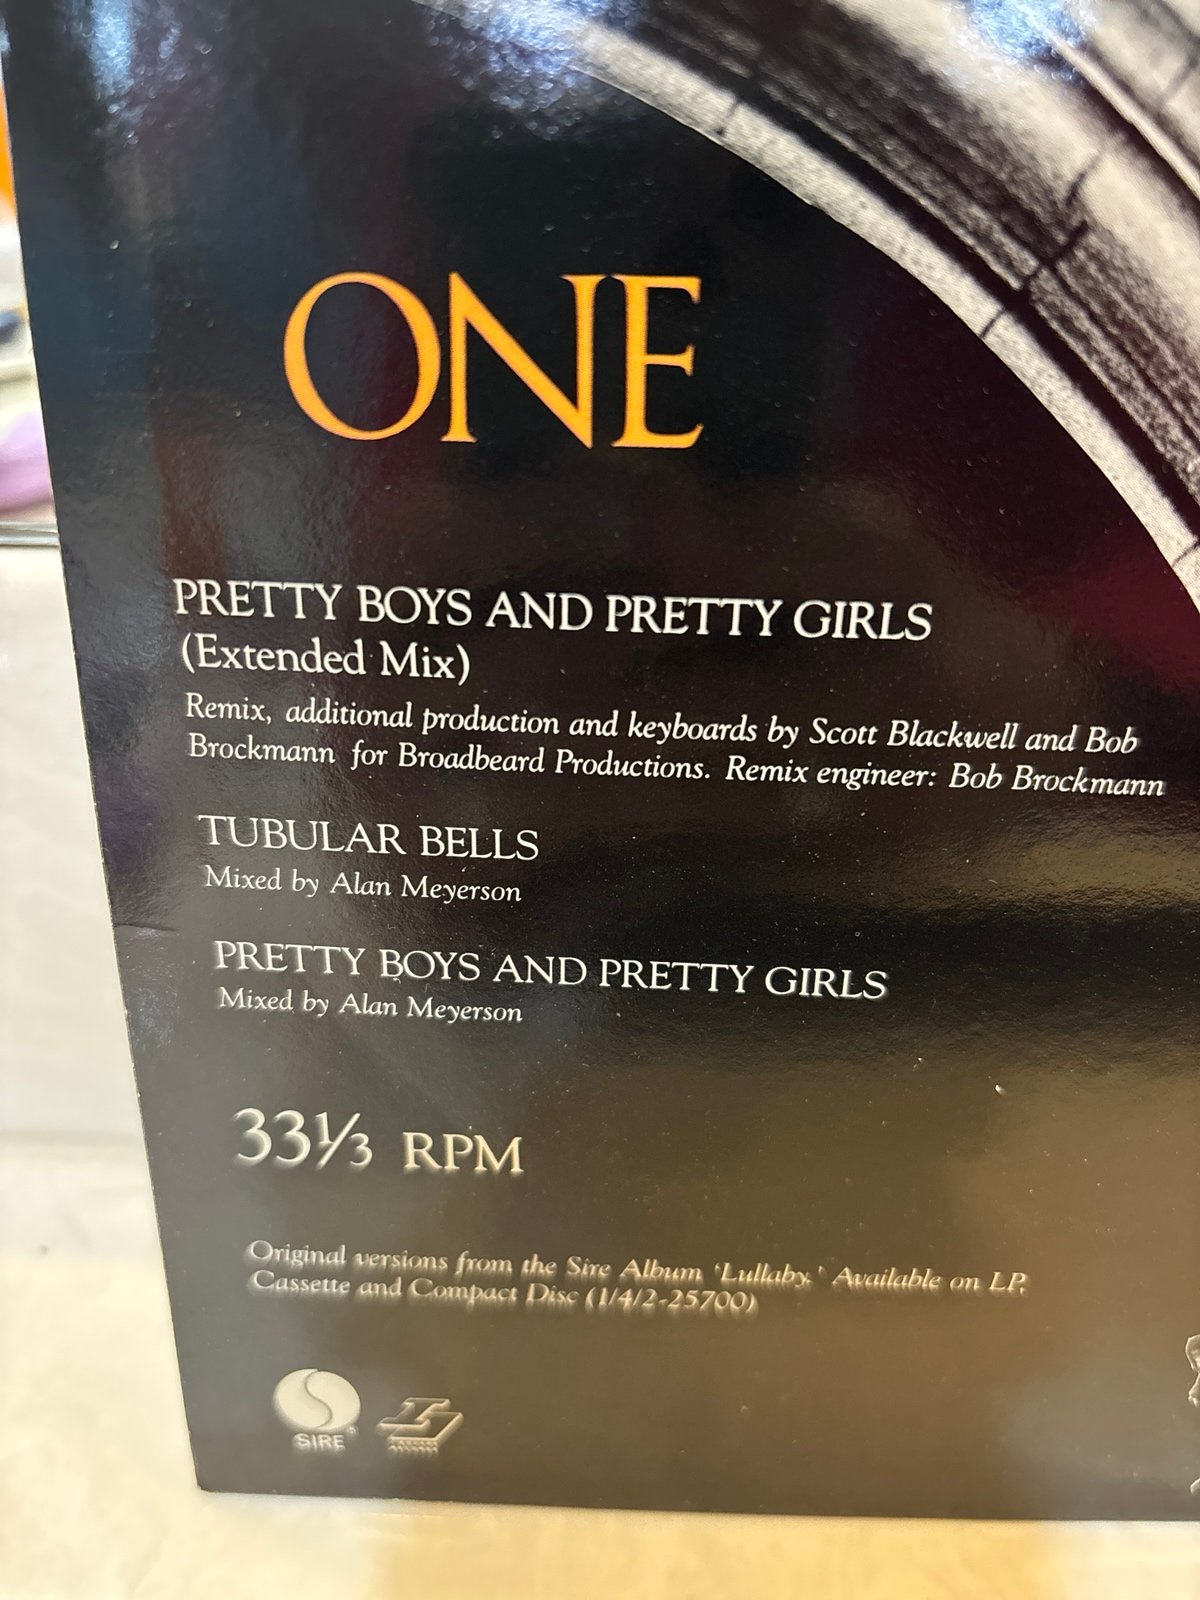 ONE
PRETTY BOYS AND PRETTY GIRLS
(Extended Mix)
Remix, additional production and keyboards by Scott Blackwell and Bob
Brockmann for Broadbeard Productions. Remix engineer: Bob Brockmann
TUBULAR BELLS
Mixed by Alan Meyerson
PRETTY BOYS AND PRETTY GIRLS
Mixed by Alan Meyerson
33⅓ RPM
Original versions from the Sire Album 'Lullaby.' Available on LP,
Cassette and Compact Disc (1/4/2-25700)
SIRE®